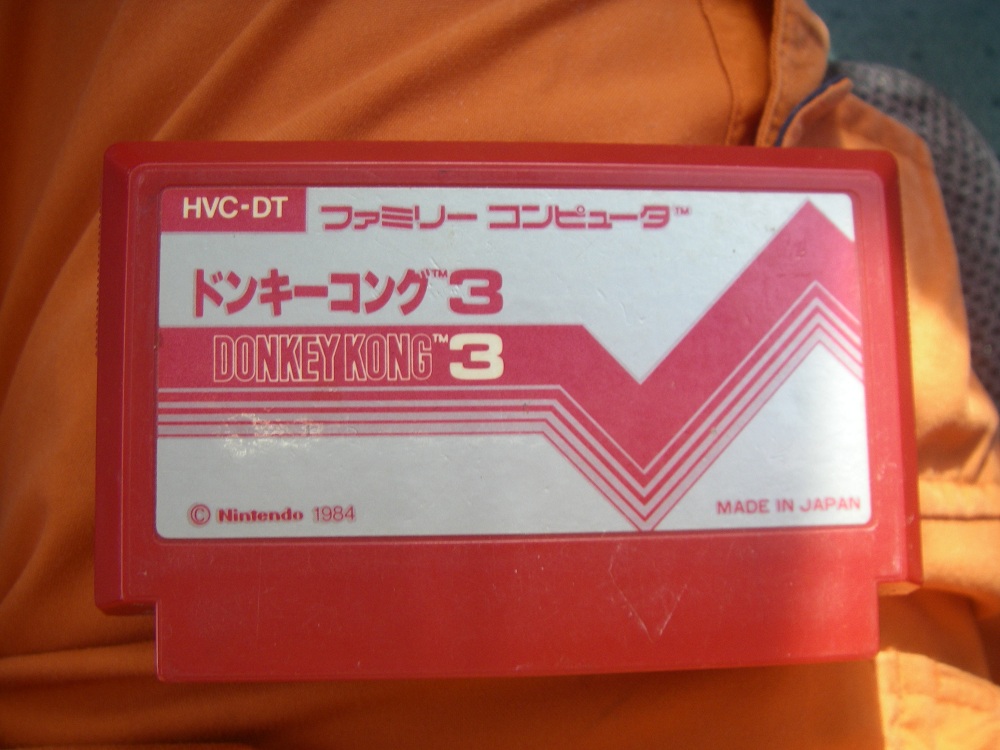 HVC-DT
ファミリー コンピュータ™
ドンキーコング™3
DONKEY KONG™3
© Nintendo 1984
MADE IN JAPAN